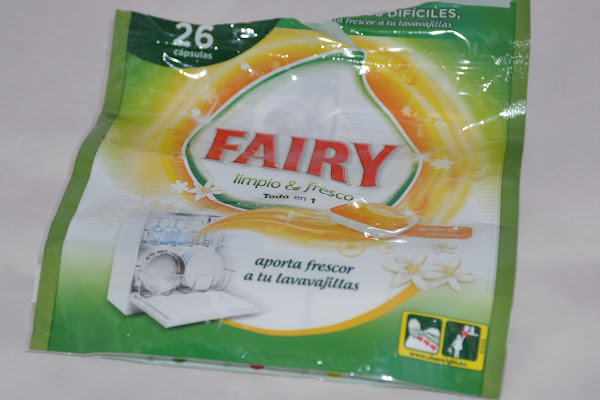 26
cápsulas
DIFÍCILES,
frescor a tu lavavajillas
FAIRY
limpio & fresco
Todo en 1
aporta frescor
a tu lavavajillas